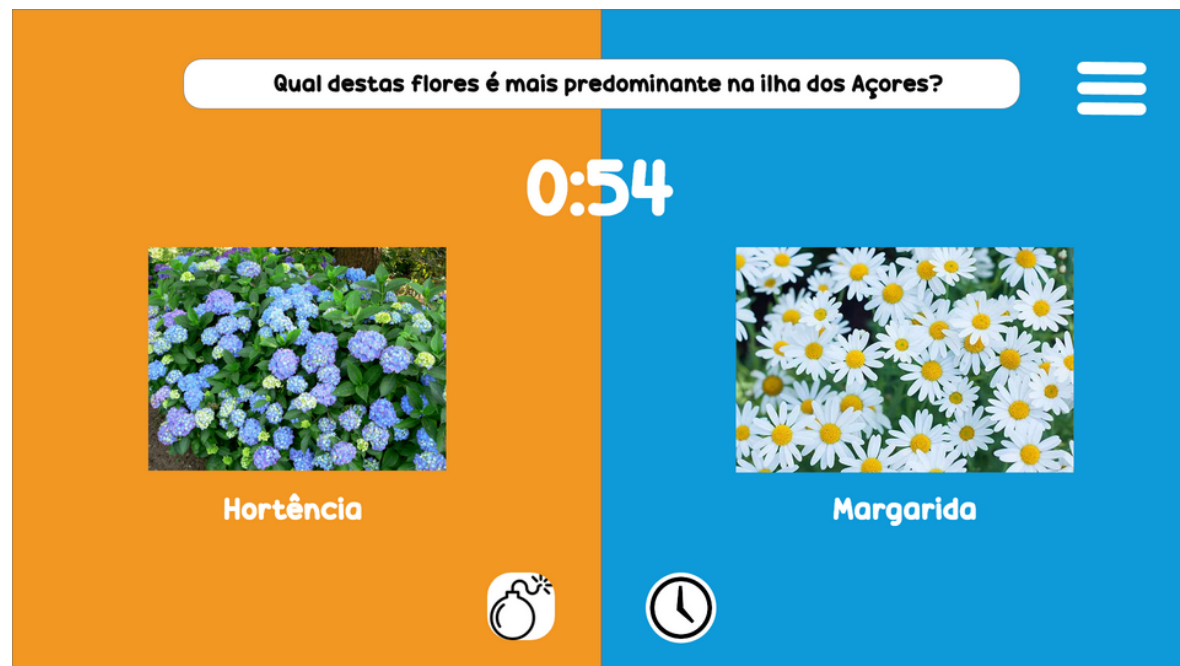 Qual destas flores é mais predominante na ilha dos Açores?
0:54
Hortência
Margarida